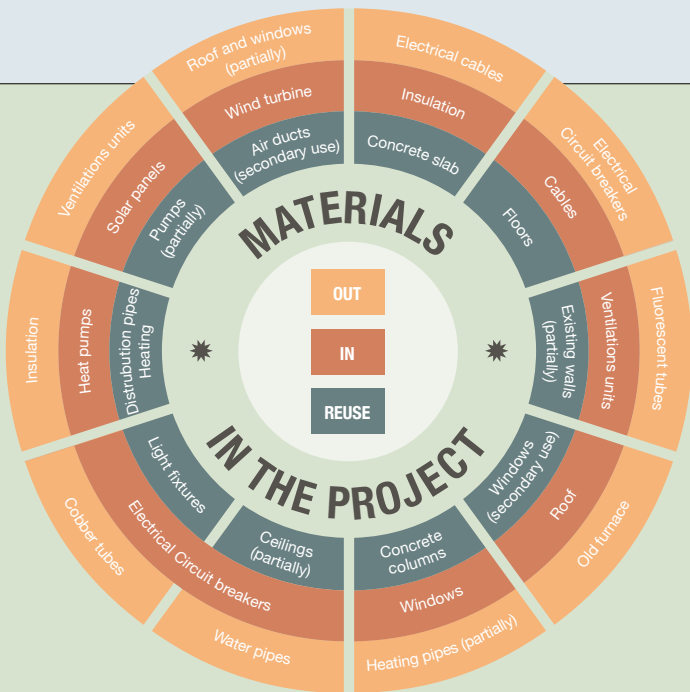 MATERIALS
IN THE PROJECT
OUT
IN
REUSE
Electrical cables
Electrical
Circuit breakers
Fluorescent tubes
Old furnace
Heating pipes (partially)
Water pipes
Cobber tubes
Insulation
Ventilations units
Roof and windows
(partially)
Insulation
Cables
Ventilations units
Roof
Windows
Electrical Circuit breakers
Heat pumps
Solar panels
Wind turbine
Concrete slab
Floors
Existing walls
(partially)
Windows
(secondary use)
Concrete
columns
Ceilings
(partially)
Light fixtures
Distrubution pipes
Heating
Pumps
(partially)
Air ducts
(secondary use)